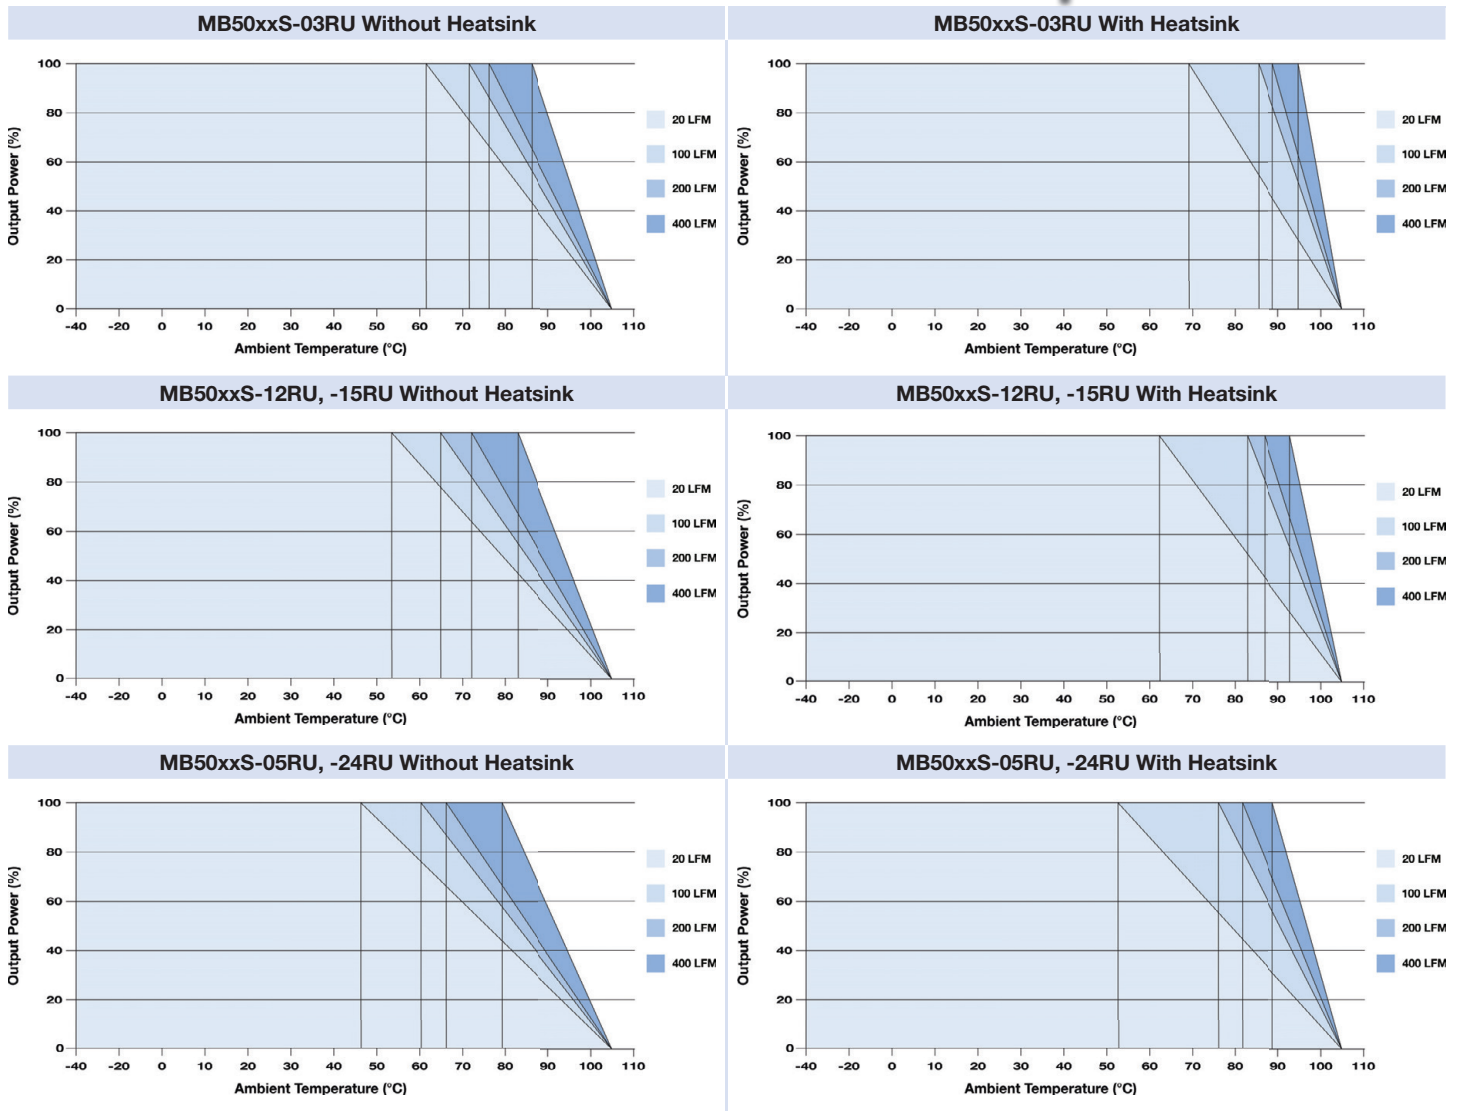 MB50xxS-03RU Without Heatsink
Output Power (%)
100
80
60
40
20
0
-40 -20 0 10 20 30 40 50 60 70 80 90 100 110
Ambient Temperature (°C)
20 LFM
100 LFM
200 LFM
400 LFM
MB50xxS-03RU With Heatsink
Output Power (%)
100
80
60
40
20
0
-40 -20 0 10 20 30 40 50 60 70 80 90 100 110
Ambient Temperature (°C)
20 LFM
100 LFM
200 LFM
400 LFM
MB50xxS-12RU, -15RU Without Heatsink
Output Power (%)
100
80
60
40
20
0
-40 -20 0 10 20 30 40 50 60 70 80 90 100 110
Ambient Temperature (°C)
20 LFM
100 LFM
200 LFM
400 LFM
MB50xxS-12RU, -15RU With Heatsink
Output Power (%)
100
80
60
40
20
0
-40 -20 0 10 20 30 40 50 60 70 80 90 100 110
Ambient Temperature (°C)
20 LFM
100 LFM
200 LFM
400 LFM
MB50xxS-05RU, -24RU Without Heatsink
Output Power (%)
100
80
60
40
20
0
-40 -20 0 10 20 30 40 50 60 70 80 90 100 110
Ambient Temperature (°C)
20 LFM
100 LFM
200 LFM
400 LFM
MB50xxS-05RU, -24RU With Heatsink
Output Power (%)
100
80
60
40
20
0
-40 -20 0 10 20 30 40 50 60 70 80 90 100 110
Ambient Temperature (°C)
20 LFM
100 LFM
200 LFM
400 LFM